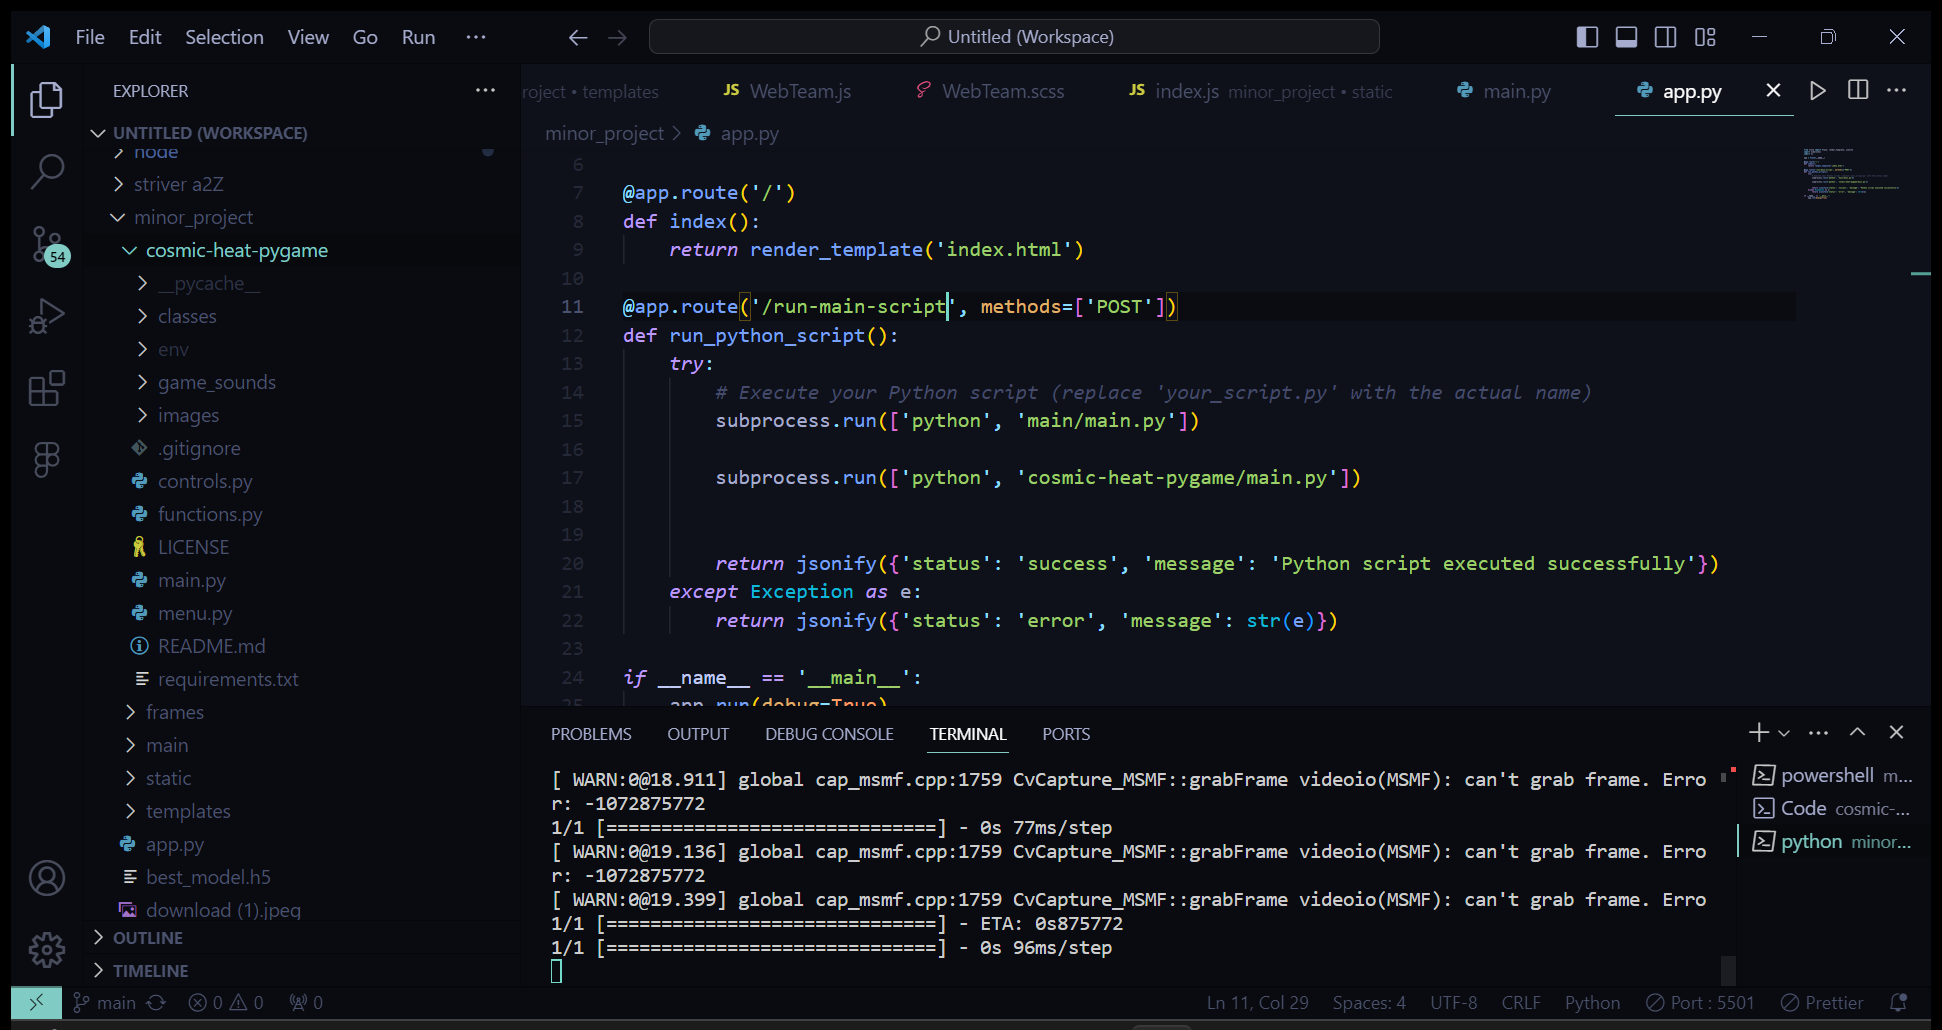 File Edit Selection View Go Run ···
Untitled (Workspace)
EXPLORER
UNTITLED (WORKSPACE)
node
striver a2Z
minor_project
cosmic-heat-pygame
__pycache__
classes
env
game_sounds
images
.gitignore
controls.py
functions.py
LICENSE
main.py
menu.py
README.md
requirements.txt
frames
main
static
templates
app.py
best_model.h5
download (1).jpeg
OUTLINE
TIMELINE
54
roject • templates
JS WebTeam.js
WebTeam.scss
JS index.js minor_project • static
main.py
app.py
minor_project > app.py
6
7 @app.route('/')
8 def index():
9 return render_template('index.html')
10
11 @app.route('/run-main-script', methods=['POST'])
12 def run_python_script():
13 try:
14 # Execute your Python script (replace 'your_script.py' with the actual name)
15 subprocess.run(['python', 'main/main.py'])
16
17 subprocess.run(['python', 'cosmic-heat-pygame/main.py'])
18
19
20 return jsonify({'status': 'success', 'message': 'Python script executed successfully'})
21 except Exception as e:
22 return jsonify({'status': 'error', 'message': str(e)})
23
24 if __name__ == '__main__':
25 app.run(debug=True)
PROBLEMS OUTPUT DEBUG CONSOLE TERMINAL PORTS
[ WARN:0@18.911] global cap_msmf.cpp:1759 CvCapture_MSMF::grabFrame videoio(MSMF): can't grab frame. Erro
r: -1072875772
1/1 [==============================] - 0s 77ms/step
[ WARN:0@19.136] global cap_msmf.cpp:1759 CvCapture_MSMF::grabFrame videoio(MSMF): can't grab frame. Erro
r: -1072875772
[ WARN:0@19.399] global cap_msmf.cpp:1759 CvCapture_MSMF::grabFrame videoio(MSMF): can't grab frame. Erro
1/1 [==============================] - ETA: 0s875772
1/1 [==============================] - 0s 96ms/step
powershell m...
Code cosmic-...
python minor...
main 0 0 0
Ln 11, Col 29 Spaces: 4 UTF-8 CRLF Python Port : 5501 Prettier